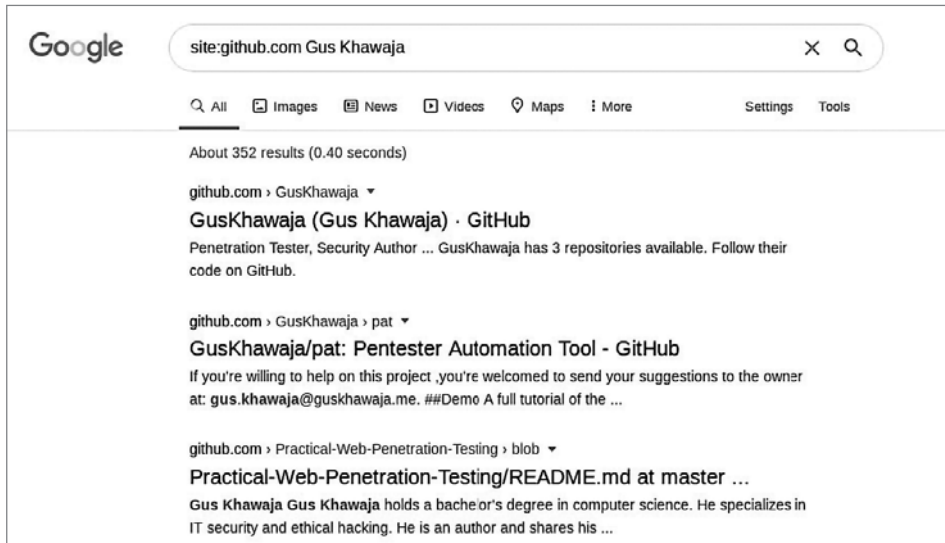 Google site:github.com Gus Khawaja
All Images News Videos Maps More Settings Tools
About 352 results (0.40 seconds)
github.com › GusKhawaja
GusKhawaja (Gus Khawaja) · GitHub
Penetration Tester, Security Author ... GusKhawaja has 3 repositories available. Follow their
code on GitHub.
github.com › GusKhawaja › pat
GusKhawaja/pat: Pentester Automation Tool - GitHub
If you're willing to help on this project ,you're welcomed to send your suggestions to the owner
at: gus.khawaja@guskhawaja.me. ##Demo A full tutorial of the ...
github.com › Practical-Web-Penetration-Testing › blob
Practical-Web-Penetration-Testing/README.md at master ...
Gus Khawaja Gus Khawaja holds a bachelor's degree in computer science. He specializes in
IT security and ethical hacking. He is an author and shares his ...